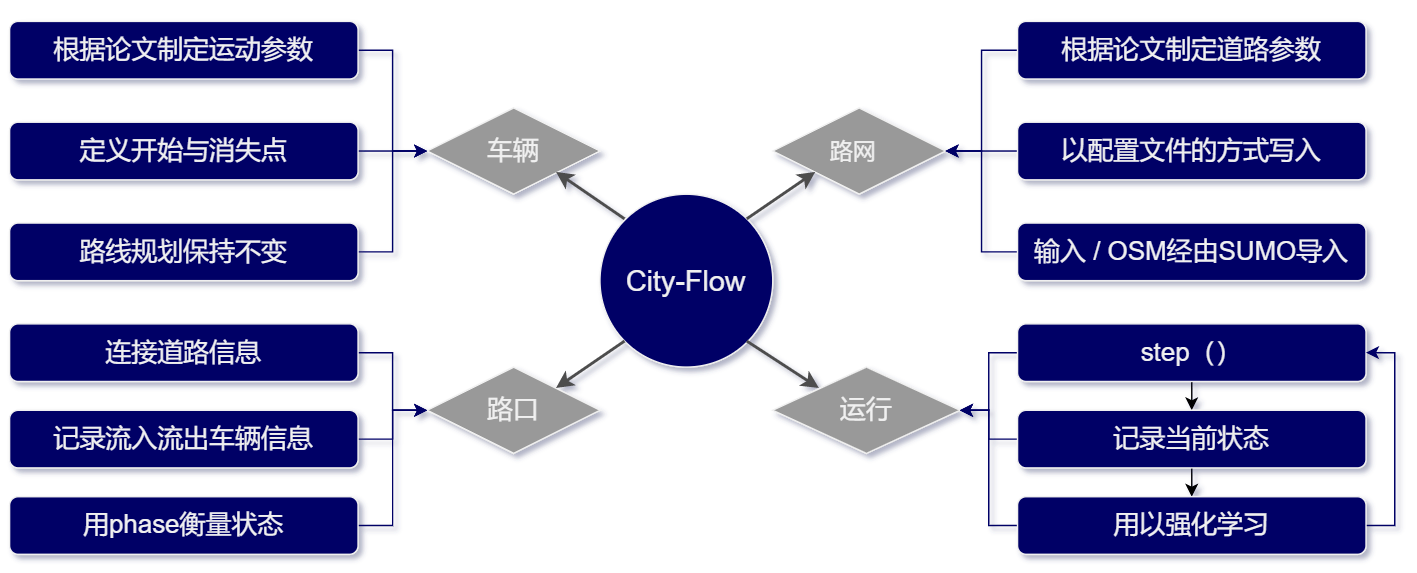 根据论文制定运动参数
定义开始与消失点
路线规划保持不变
车辆
路网
根据论文制定道路参数
以配置文件的方式写入
输入 / OSM经由SUMO导入
City-Flow
连接道路信息
记录流入流出车辆信息
用phase衡量状态
路口
运行
step（）
记录当前状态
用以强化学习